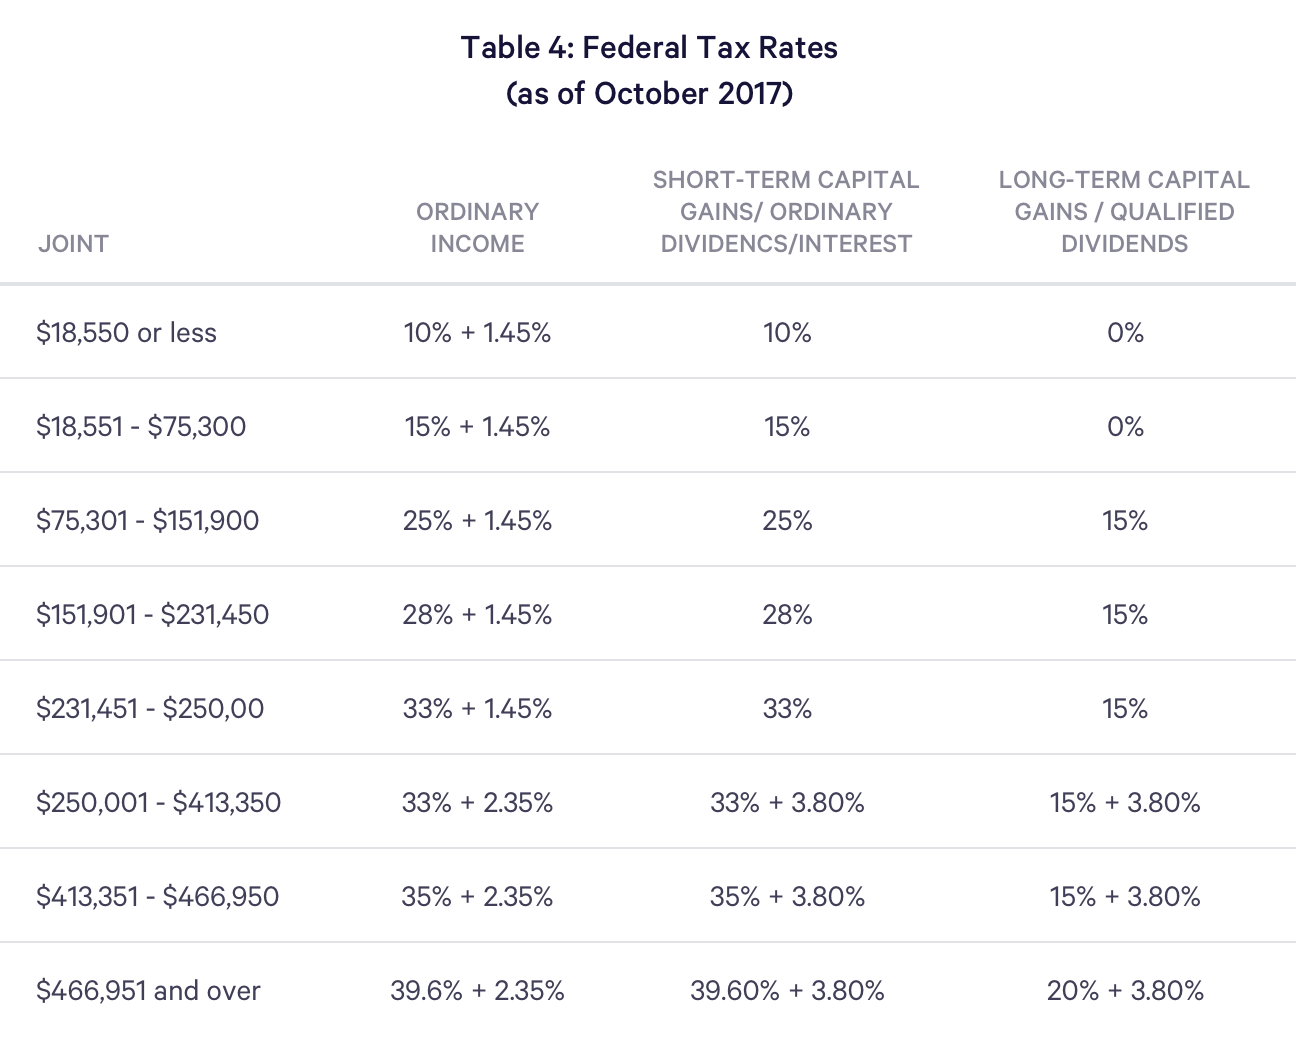 Table 4: Federal Tax Rates
(as of October 2017)
JOINT
ORDINARY
INCOME
SHORT-TERM CAPITAL
GAINS/ ORDINARY
DIVIDENCS/INTEREST
LONG-TERM CAPITAL
GAINS / QUALIFIED
DIVIDENDS
$18,550 or less 10% + 1.45% 10% 0%
$18,551 - $75,300 15% + 1.45% 15% 0%
$75,301 - $151,900 25% + 1.45% 25% 15%
$151,901 - $231,450 28% + 1.45% 28% 15%
$231,451 - $250,00 33% + 1.45% 33% 15%
$250,001 - $413,350 33% + 2.35% 33% + 3.80% 15% + 3.80%
$413,351 - $466,950 35% + 2.35% 35% + 3.80% 15% + 3.80%
$466,951 and over 39.6% + 2.35% 39.60% + 3.80% 20% + 3.80%